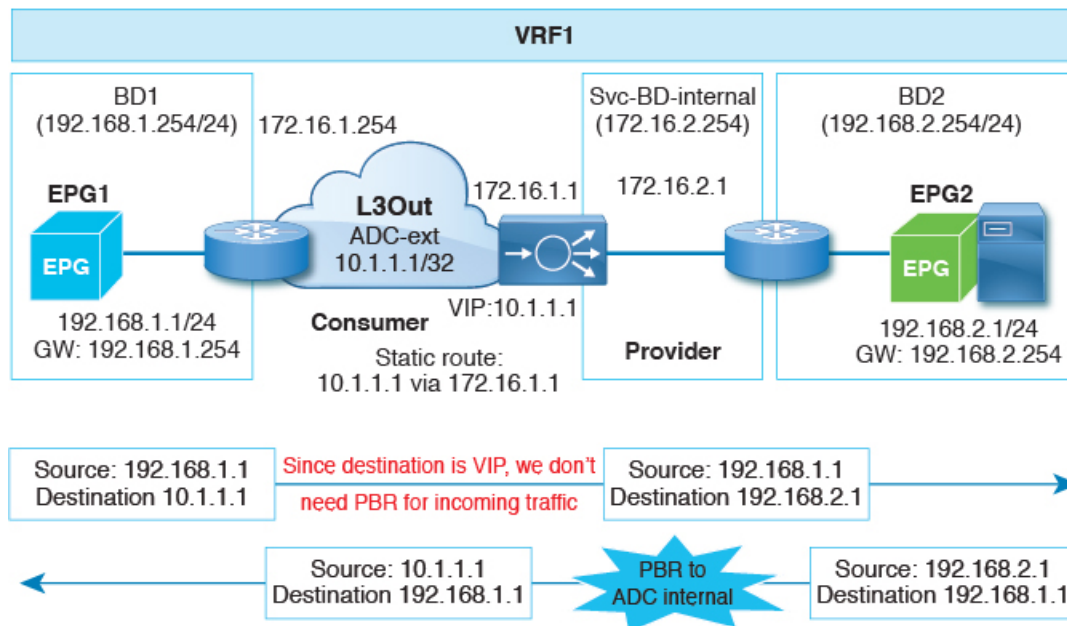 VRF1
BD1
(192.168.1.254/24)
172.16.1.254
Svc-BD-internal
(172.16.2.254)
BD2
(192.168.2.254/24)
EPG1
EPG
172.16.1.1
L3Out
ADC-ext
10.1.1.1/32
172.16.2.1
EPG2
EPG
192.168.1.1/24
GW: 192.168.1.254
Consumer
VIP:10.1.1.1
Static route:
10.1.1.1 via 172.16.1.1
Provider
192.168.2.1/24
GW: 192.168.2.254
Source: 192.168.1.1
Destination 10.1.1.1
Since destination is VIP, we don’t
need PBR for incoming traffic
Source: 192.168.1.1
Destination 192.168.2.1
Source: 10.1.1.1
Destination 192.168.1.1
PBR to
ADC internal
Source: 192.168.2.1
Destination 192.168.1.1